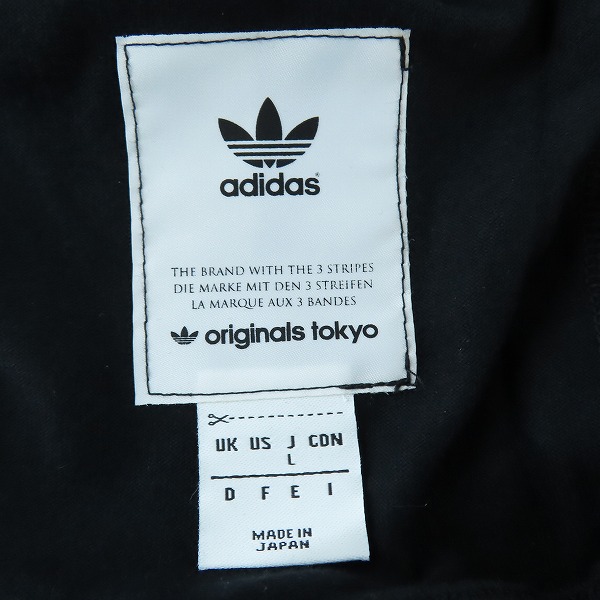 adidas®
THE BRAND WITH THE 3 STRIPES
DIE MARKE MIT DEN 3 STREIFEN
LA MARQUE AUX 3 BANDES
originals tokyo
UK US J CDN
L
D F E I
MADE IN
JAPAN